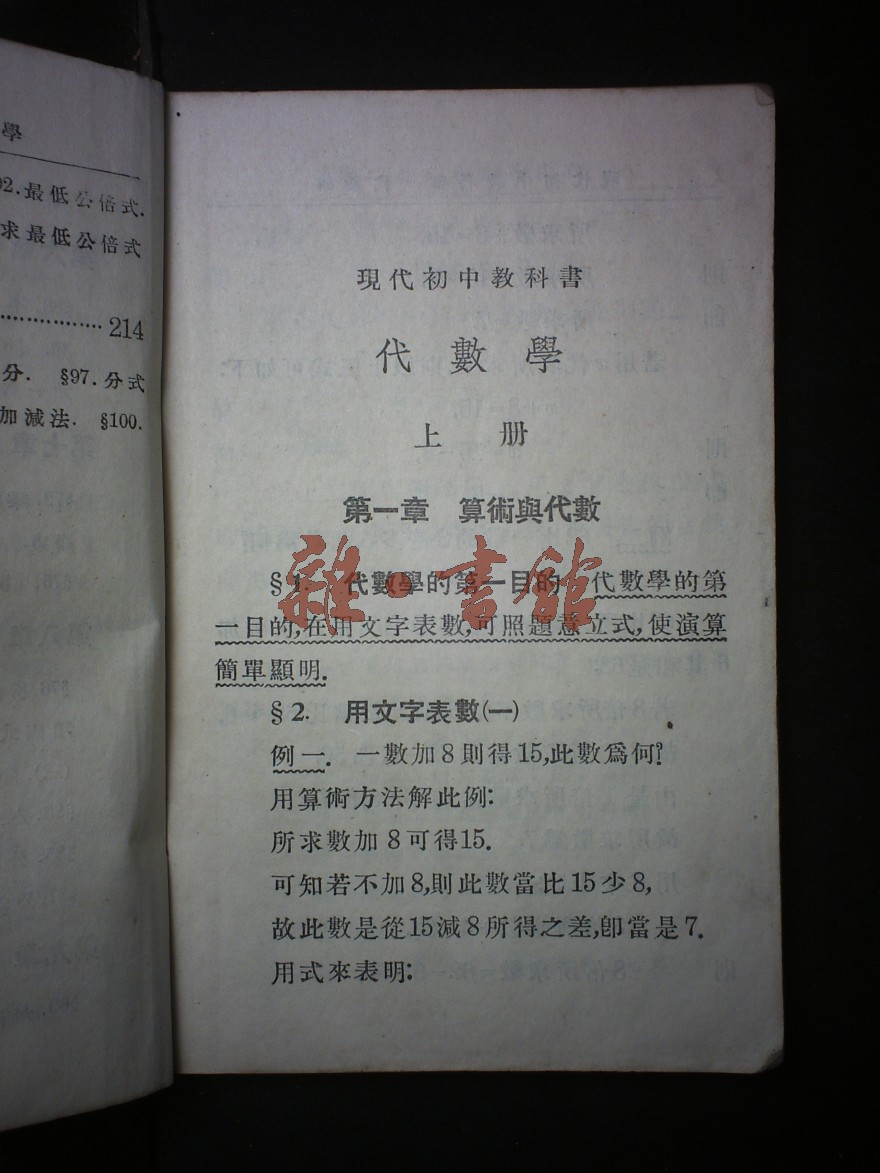 學
92.最低公倍式.
求最低公倍式
214
分. §97.分式
加減法. §100.
現代初中教科書
代數學
上册
第一章 算術與代數
§1. 代數學的第一目的 代數學的第
一目的,在用文字表數,可照題意立式,使演算
簡單顯明.
§2. 用文字表數(一)
例一. 一數加8則得15,此數爲何?
用算術方法解此例:
所求數加8可得15.
可知若不加8,則此數當比15少8,
故此數是從15減8所得之差,卽當是7.
用式來表明:
雜·書館